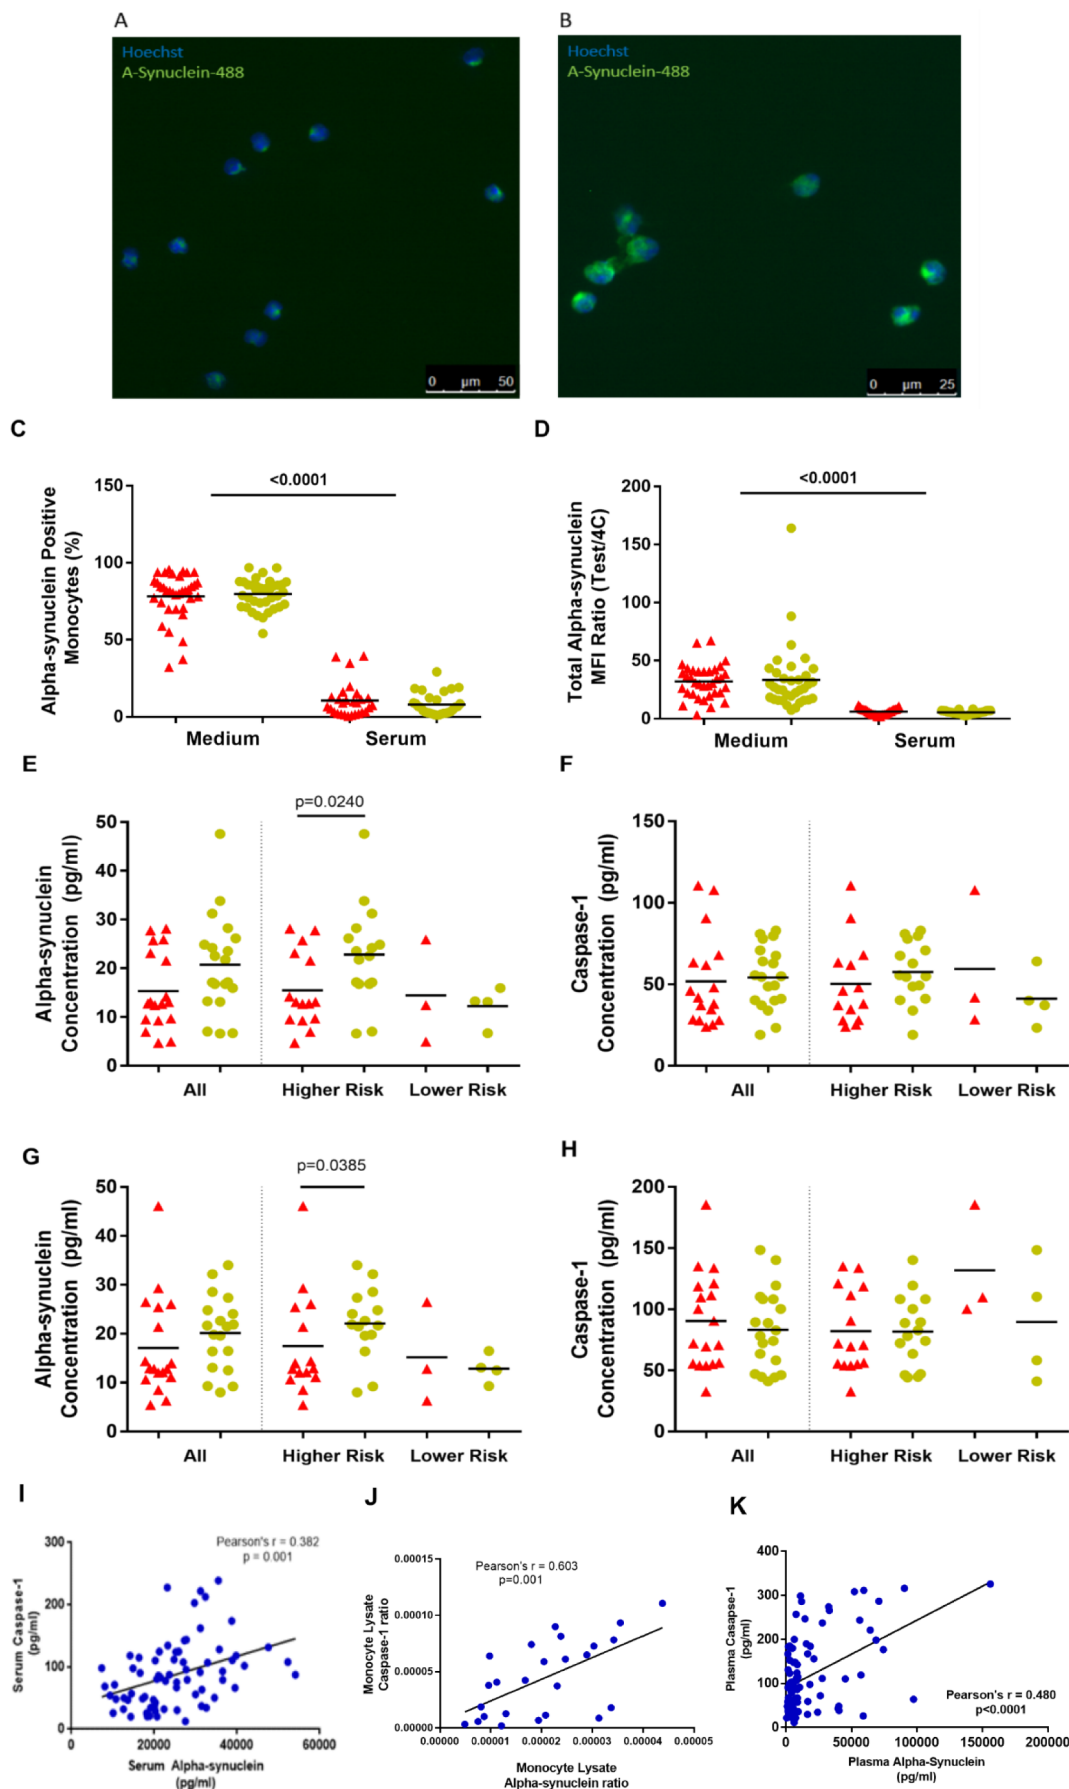 A
Hoechst
A-Synuclein-488
0 µm 50
B
Hoechst
A-Synuclein-488
0 µm 25
C
<0.0001
Alpha-synuclein Positive
Monocytes (%)
150
100
50
0
Medium Serum
D
<0.0001
Total Alpha-synuclein
MFI Ratio (Test/4C)
200
150
100
50
0
Medium Serum
E
p=0.0240
Alpha-synuclein
Concentration (pg/ml)
50
40
30
20
10
0
All Higher Risk Lower Risk
F
Caspase-1
Concentration (pg/ml)
150
100
50
0
All Higher Risk Lower Risk
G
p=0.0385
Alpha-synuclein
Concentration (pg/ml)
50
40
30
20
10
0
All Higher Risk Lower Risk
H
Caspase-1
Concentration (pg/ml)
200
150
100
50
0
All Higher Risk Lower Risk
I
Pearson's r = 0.382
p = 0.001
Serum Caspase-1
(pg/ml)
300
200
100
0
0 20000 40000 60000
Serum Alpha-synuclein
(pg/ml)
J
Pearson's r = 0.603
p=0.001
Monocyte Lysate
Caspase-1 ratio
0.00015
0.00010
0.00005
0.00000
0.00000 0.00001 0.00002 0.00003 0.00004 0.00005
Monocyte Lysate
Alpha-synuclein ratio
K
Plasma Casapse-1
(pg/ml)
400
300
200
100
0
Pearson's r = 0.480
p<0.0001
0 50000 100000 150000 200000
Plasma Alpha-Synuclein
(pg/ml)